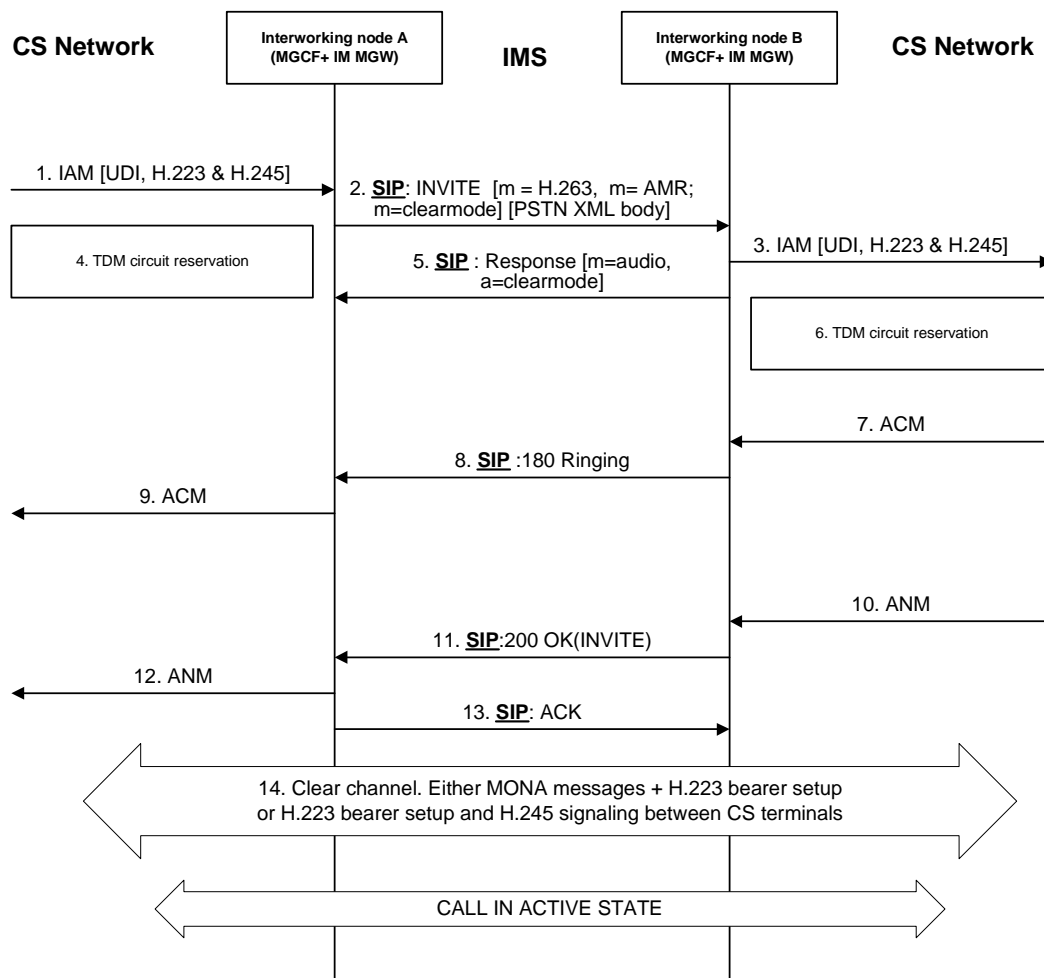 CS Network
Interworking node A
(MGCF+ IM MGW)
IMS
Interworking node B
(MGCF+ IM MGW)
CS Network
1. IAM [UDI, H.223 & H.245]
2. SIP: INVITE [m = H.263, m= AMR;
m=clearmode] [PSTN XML body]
3. IAM [UDI, H.223 & H.245]
4. TDM circuit reservation
5. SIP : Response [m=audio,
a=clearmode]
6. TDM circuit reservation
7. ACM
8. SIP :180 Ringing
9. ACM
10. ANM
11. SIP:200 OK(INVITE)
12. ANM
13. SIP: ACK
14. Clear channel. Either MONA messages + H.223 bearer setup
or H.223 bearer setup and H.245 signaling between CS terminals
CALL IN ACTIVE STATE